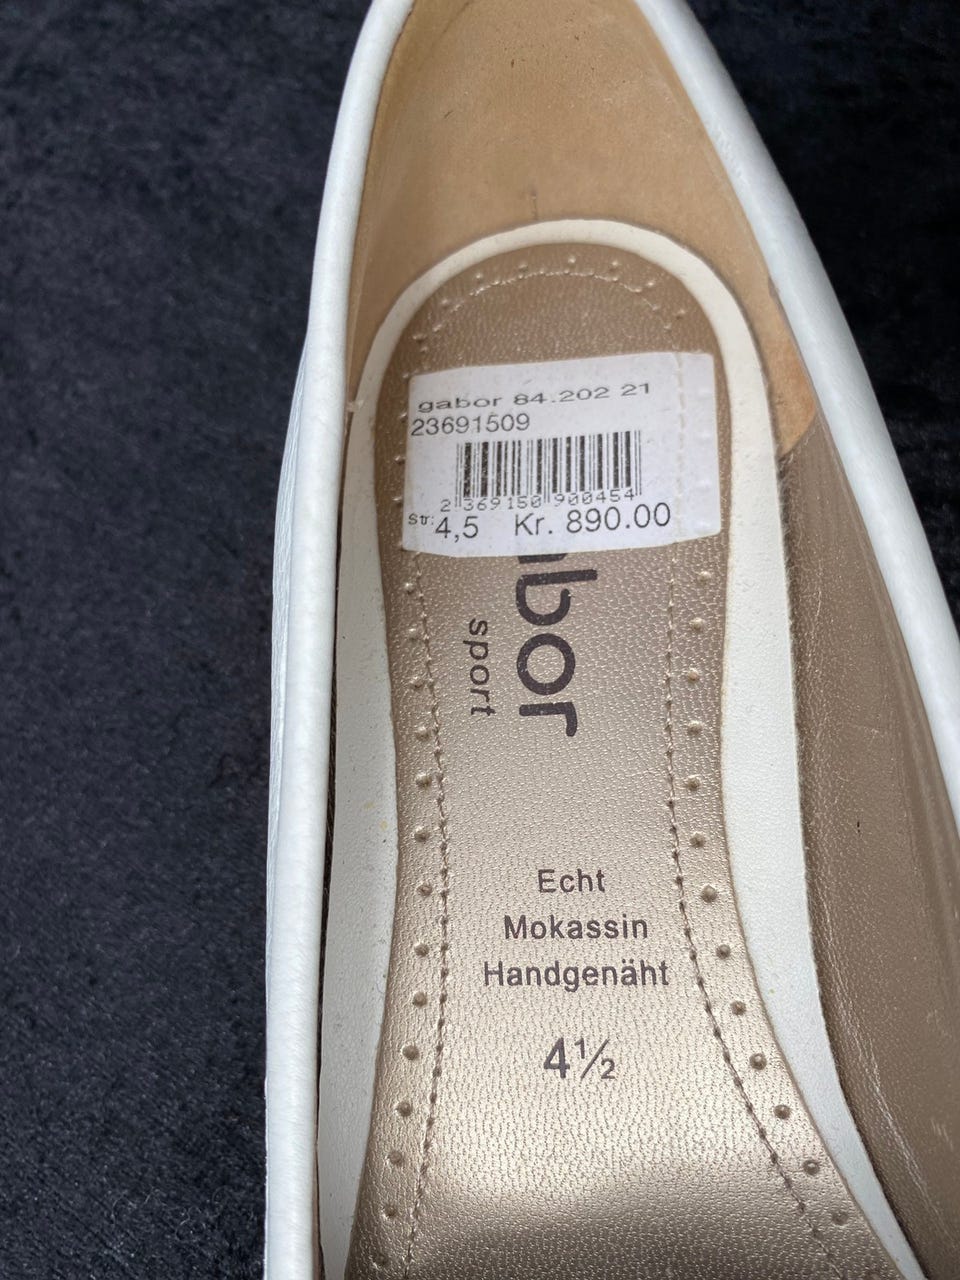 gabor 84.202 21
23691509
2 369150 900454
Str: 4,5 Kr. 890.00
sport
Echt
Mokassin
Handgenäht
4½